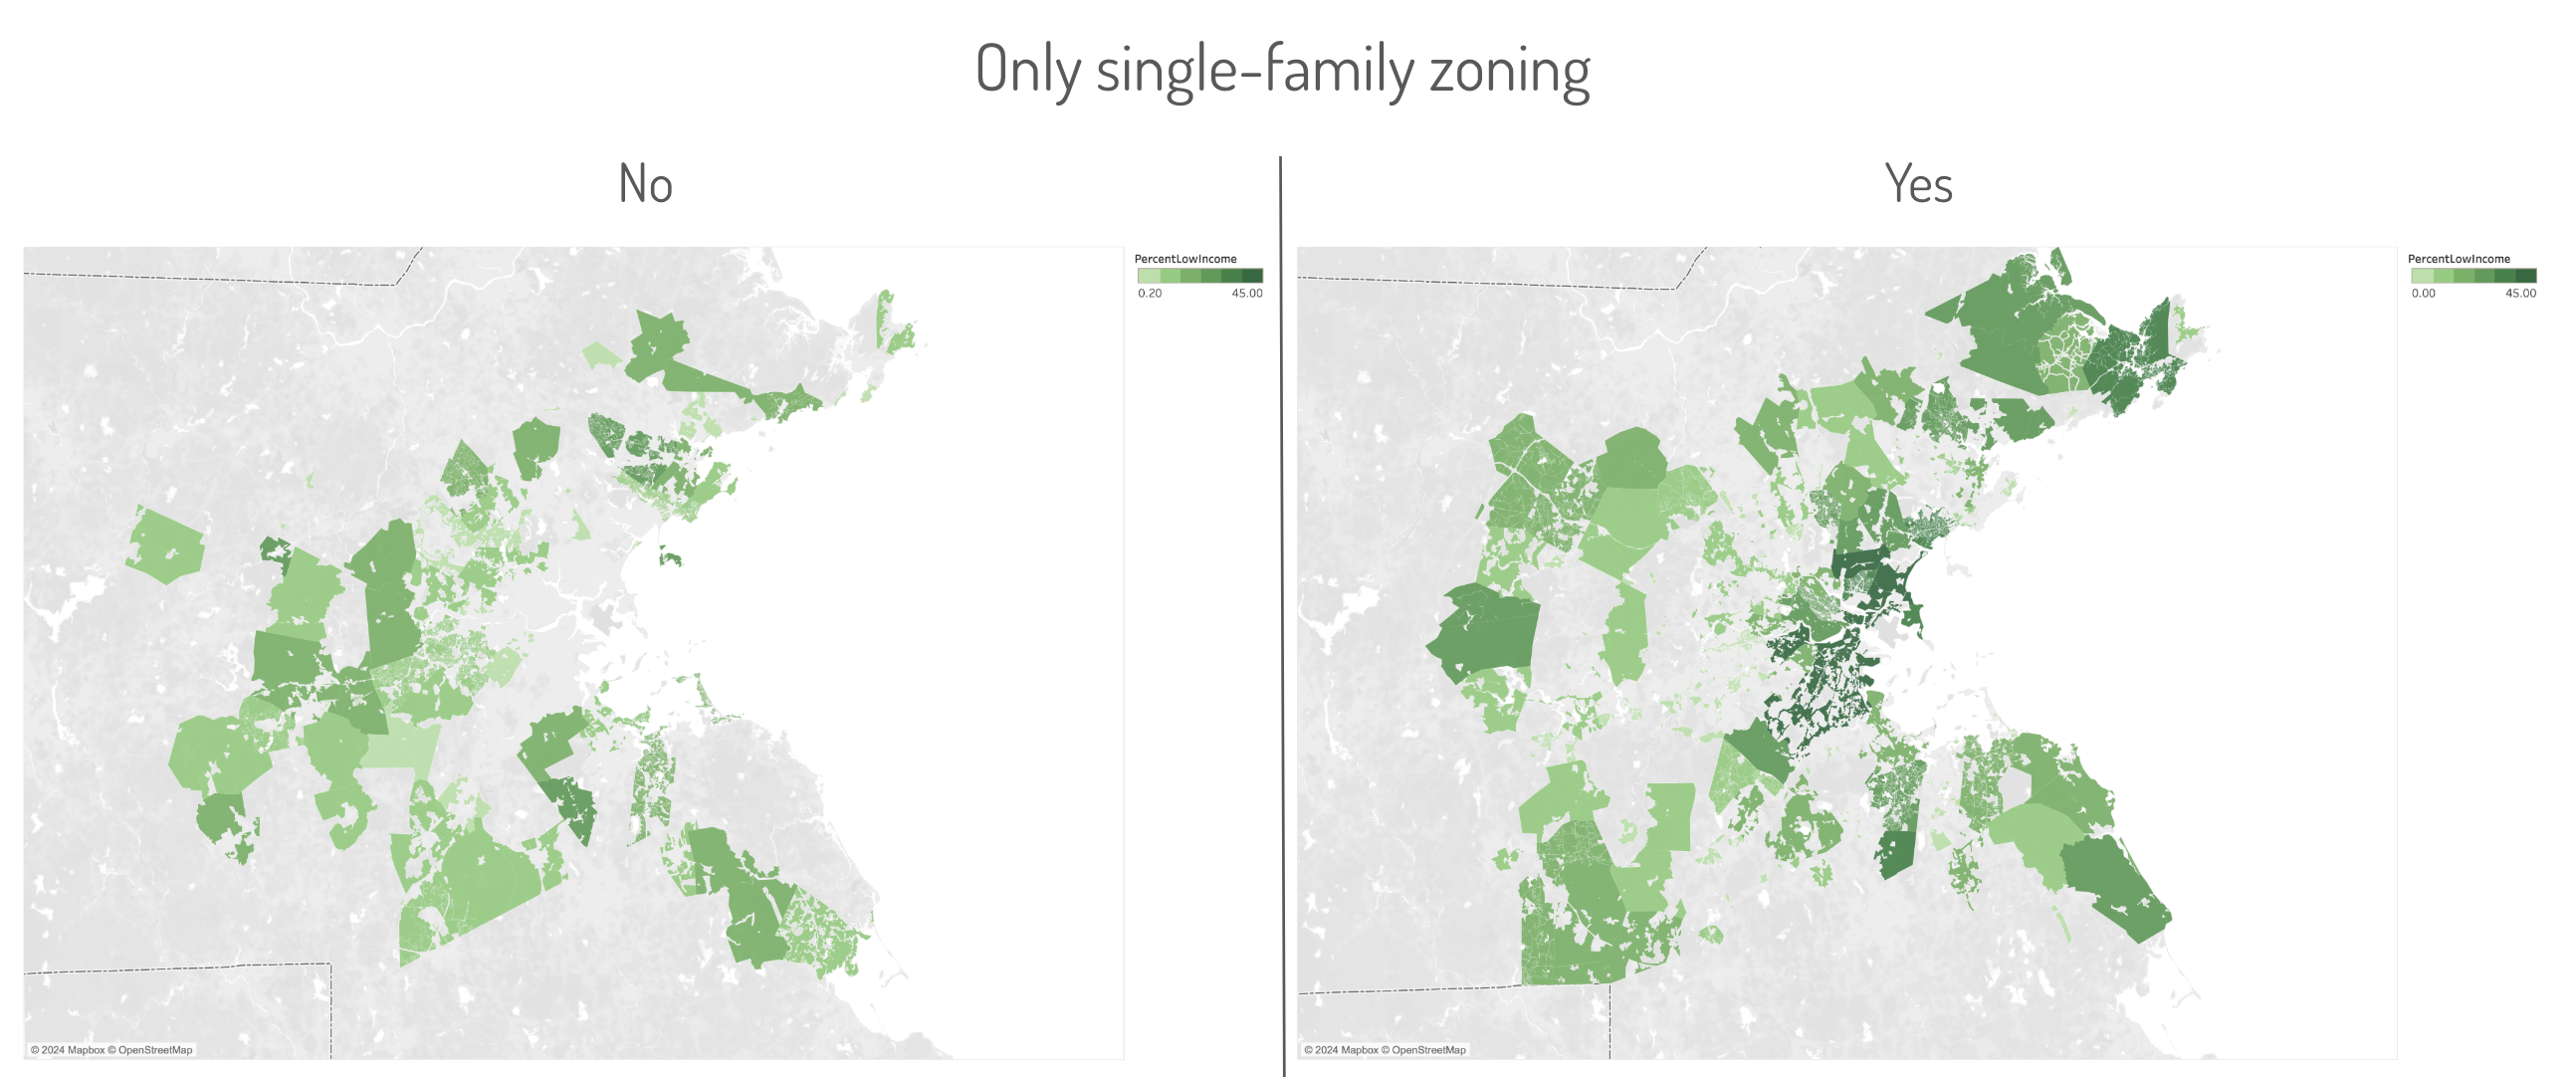 Only single-family zoning
No
Yes
PercentLowIncome
0.20 45.00
© 2024 Mapbox © OpenStreetMap
PercentLowIncome
0.00 45.00
© 2024 Mapbox © OpenStreetMap